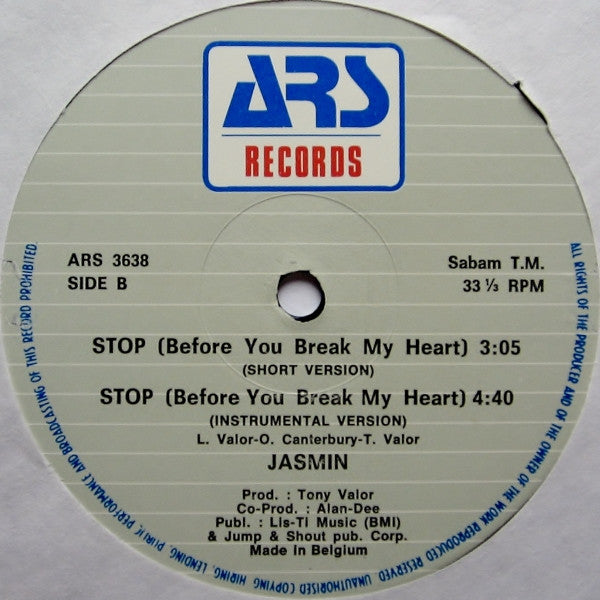 ARS
RECORDS
ARS 3638
SIDE B
Sabam T.M.
33 ⅓ RPM
STOP (Before You Break My Heart) 3:05
(SHORT VERSION)
STOP (Before You Break My Heart) 4:40
(INSTRUMENTAL VERSION)
L. Valor-O. Canterbury-T. Valor
JASMIN
Prod. : Tony Valor
Co-Prod. : Alan-Dee
Publ. : Lis-Ti Music (BMI)
& Jump & Shout pub. Corp.
Made in Belgium
ALL RIGHTS OF THE PRODUCER AND OF THE OWNER OF THE WORK REPRODUCED RESERVED UNAUTHORISED COPYING HIRING, LENDING, PUBLIC PERFORMANCE AND BROADCASTING OF THIS RECORD PROHIBITED.